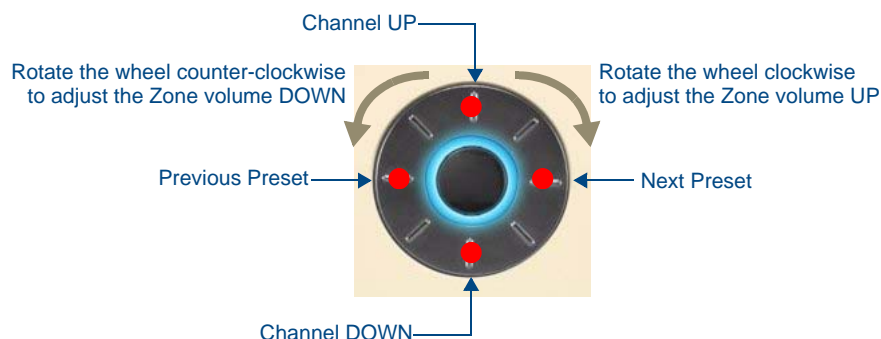 Channel UP
Rotate the wheel counter-clockwise
to adjust the Zone volume DOWN
Rotate the wheel clockwise
to adjust the Zone volume UP
Previous Preset
Next Preset
Channel DOWN